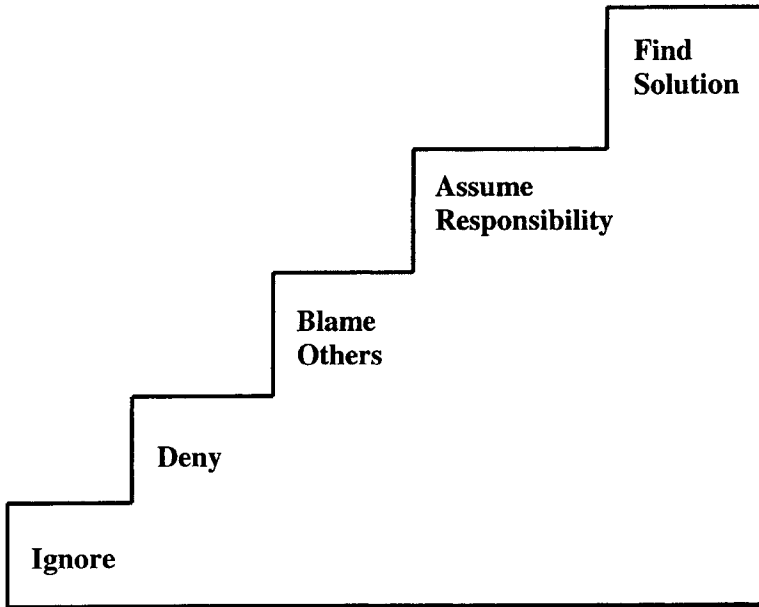 Find
Solution
Assume
Responsibility
Blame
Others
Deny
Ignore